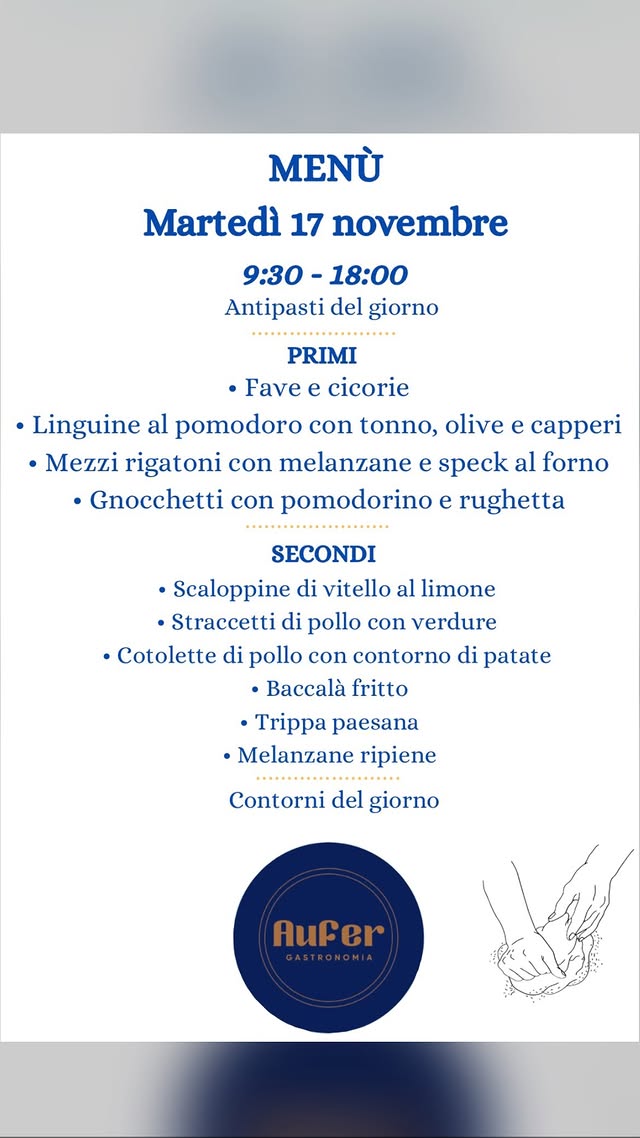 MENÙ
Martedì 17 novembre
9:30 - 18:00
Antipasti del giorno
PRIMI
• Fave e cicorie
• Linguine al pomodoro con tonno, olive e capperi
• Mezzi rigatoni con melanzane e speck al forno
• Gnocchetti con pomodorino e rughetta
SECONDI
• Scaloppine di vitello al limone
• Straccetti di pollo con verdure
• Cotolette di pollo con contorno di patate
• Baccalà fritto
• Trippa paesana
• Melanzane ripiene
Contorni del giorno
AuFer
GASTRONOMIA